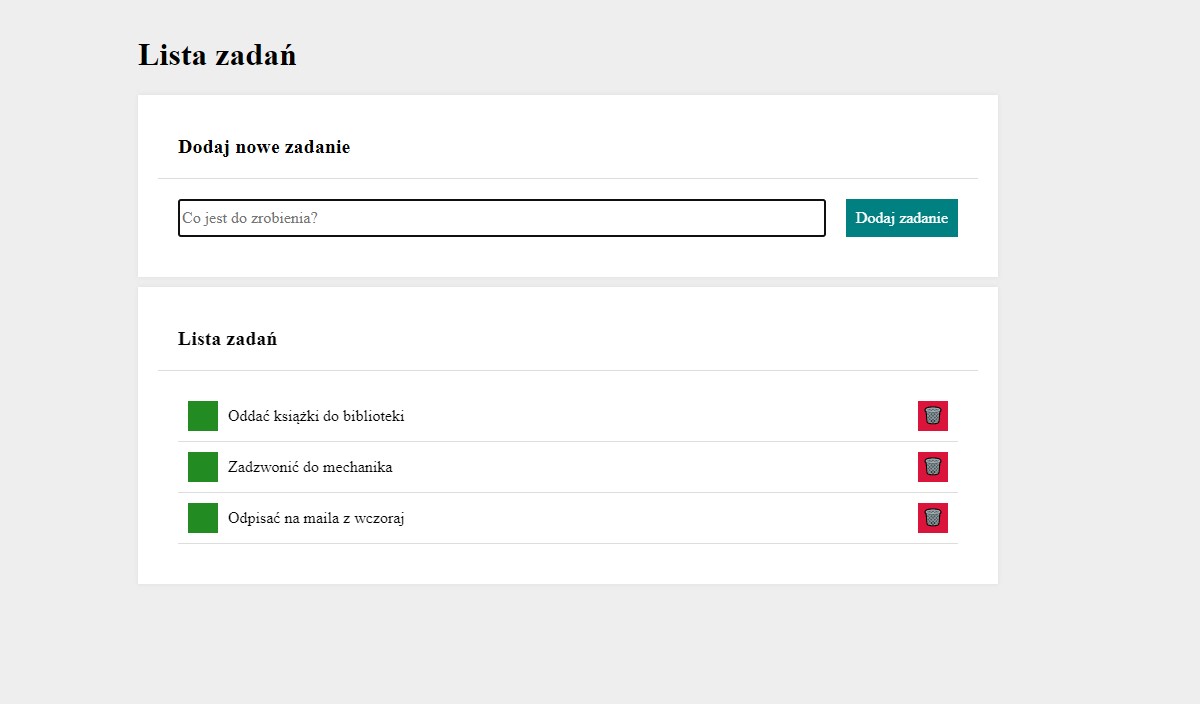 Lista zadań
Dodaj nowe zadanie
Co jest do zrobienia?
Dodaj zadanie
Lista zadań
Oddać książki do biblioteki
Zadzwonić do mechanika
Odpisać na maila z wczoraj